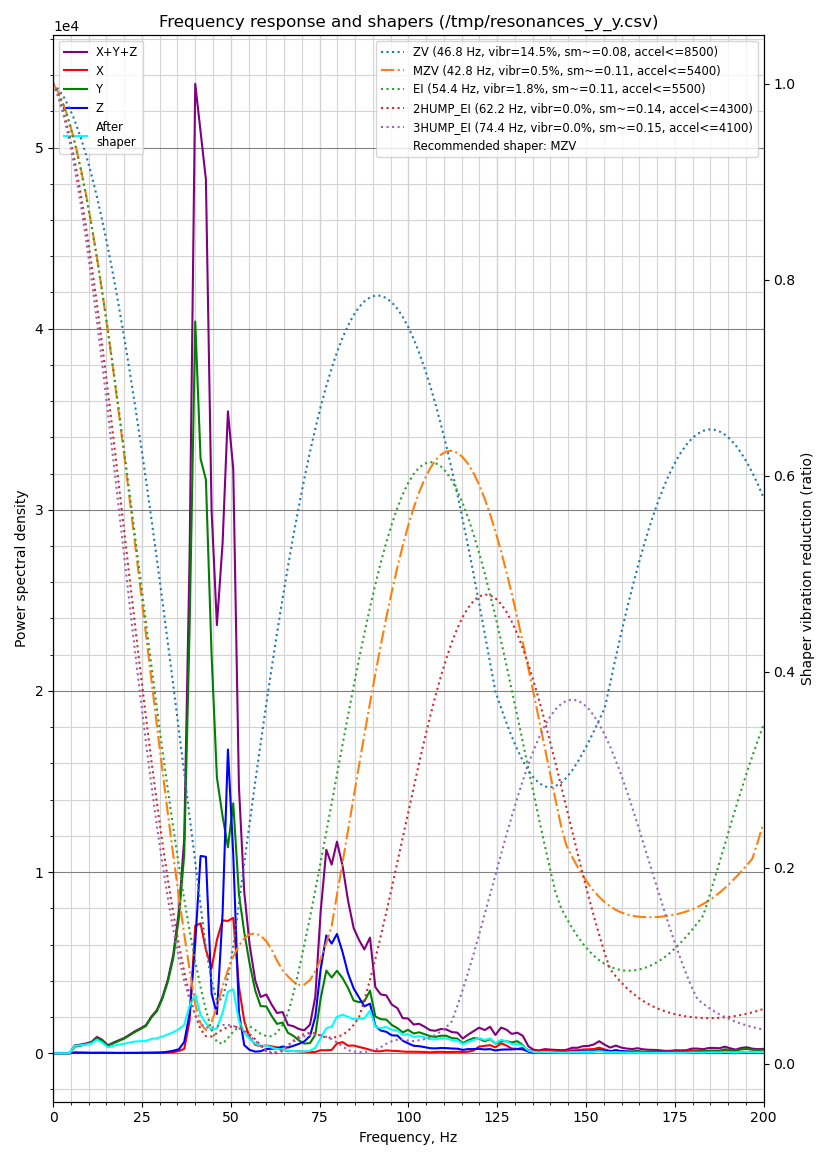 Frequency response and shapers (/tmp/resonances_y_y.csv)
1e4
X+Y+Z
X
Y
Z
After
shaper
ZV (46.8 Hz, vibr=14.5%, sm~=0.08, accel<=8500)
MZV (42.8 Hz, vibr=0.5%, sm~=0.11, accel<=5400)
EI (54.4 Hz, vibr=1.8%, sm~=0.11, accel<=5500)
2HUMP_EI (62.2 Hz, vibr=0.0%, sm~=0.14, accel<=4300)
3HUMP_EI (74.4 Hz, vibr=0.0%, sm~=0.15, accel<=4100)
Recommended shaper: MZV
5
4
3
2
1
0
Power spectral density
1.0
0.8
0.6
0.4
0.2
0.0
Shaper vibration reduction (ratio)
0
25
50
75
100
125
150
175
200
Frequency, Hz